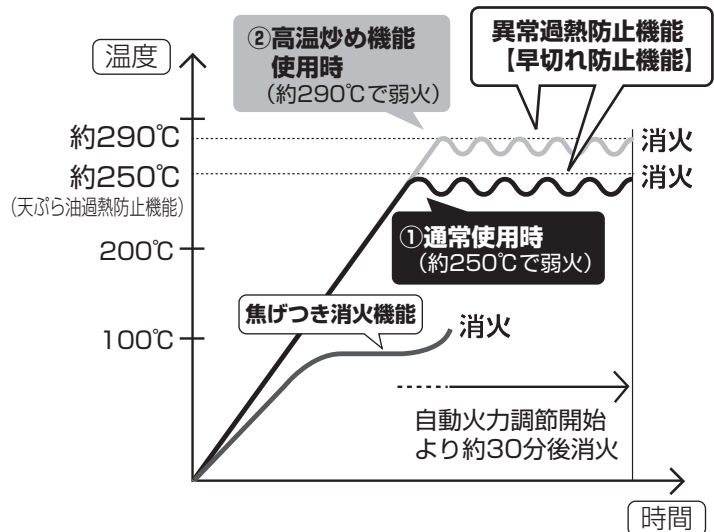 温度
②高温炒め機能
使用時
(約290℃で弱火)
異常過熱防止機能
【早切れ防止機能】
約290℃
消火
約250℃
(天ぷら油過熱防止機能)
消火
①通常使用時
(約250℃で弱火)
200℃
焦げつき消火機能
消火
100℃
自動火力調節開始
より約30分後消火
時間